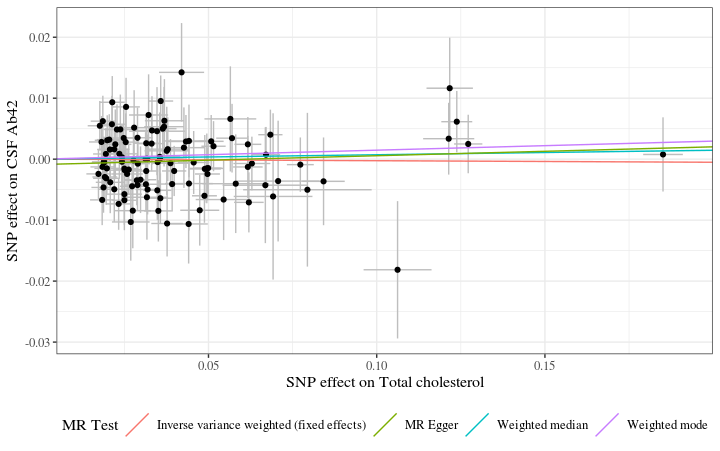 0.02
0.01
0.00
-0.01
-0.02
-0.03
SNP effect on CSF Ab42
0.05
0.10
0.15
SNP effect on Total cholesterol
MR Test
Inverse variance weighted (fixed effects)
MR Egger
Weighted median
Weighted mode